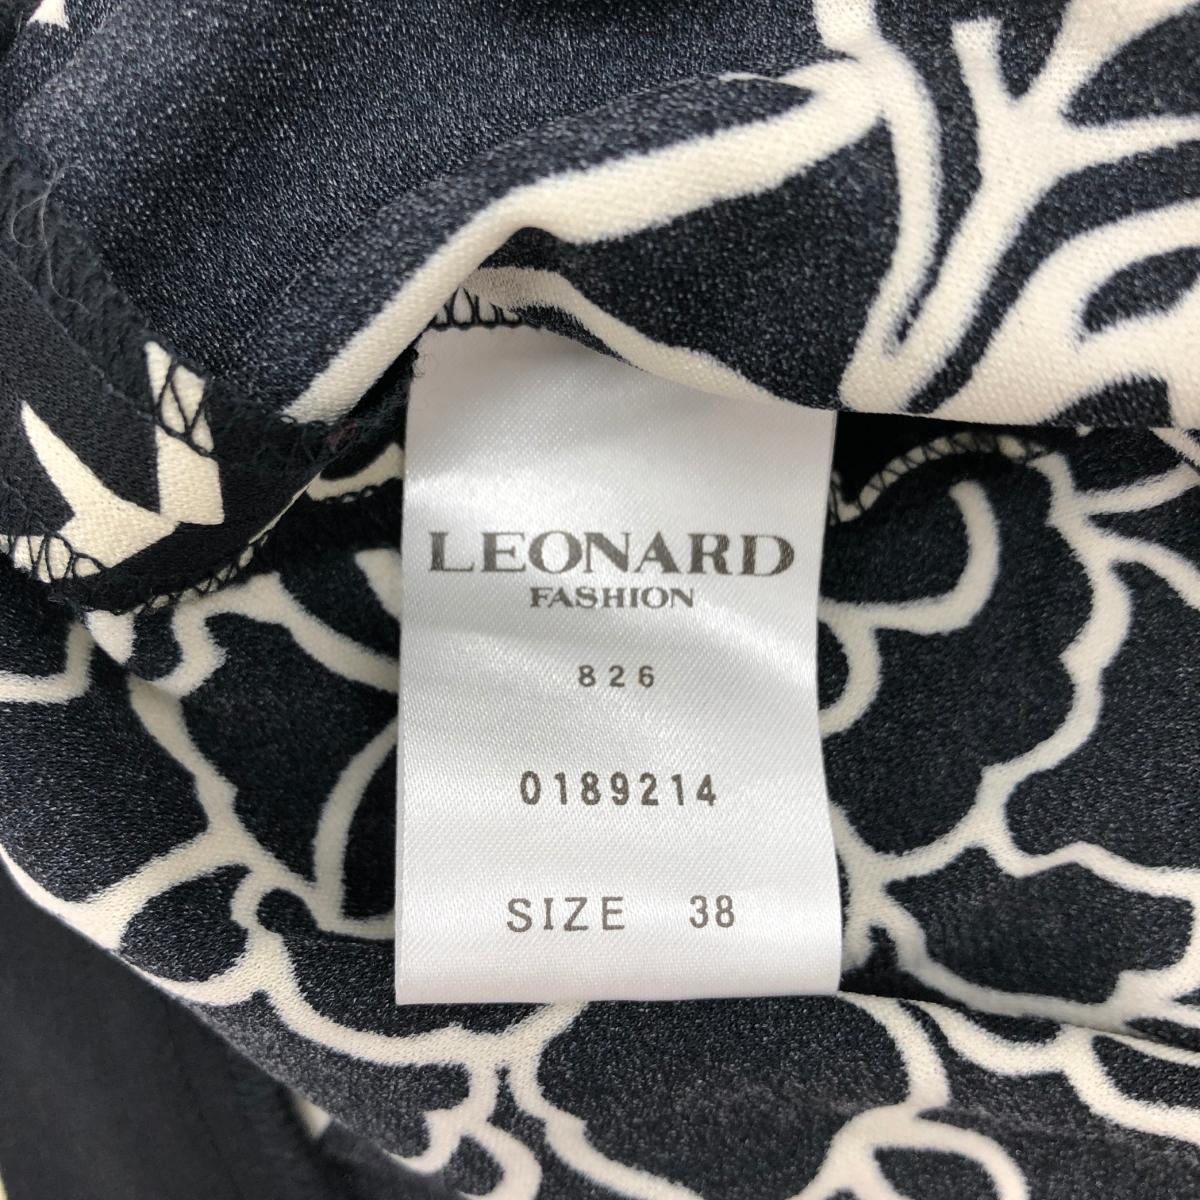 LEONARD
FASHION
826
0189214
SIZE 38